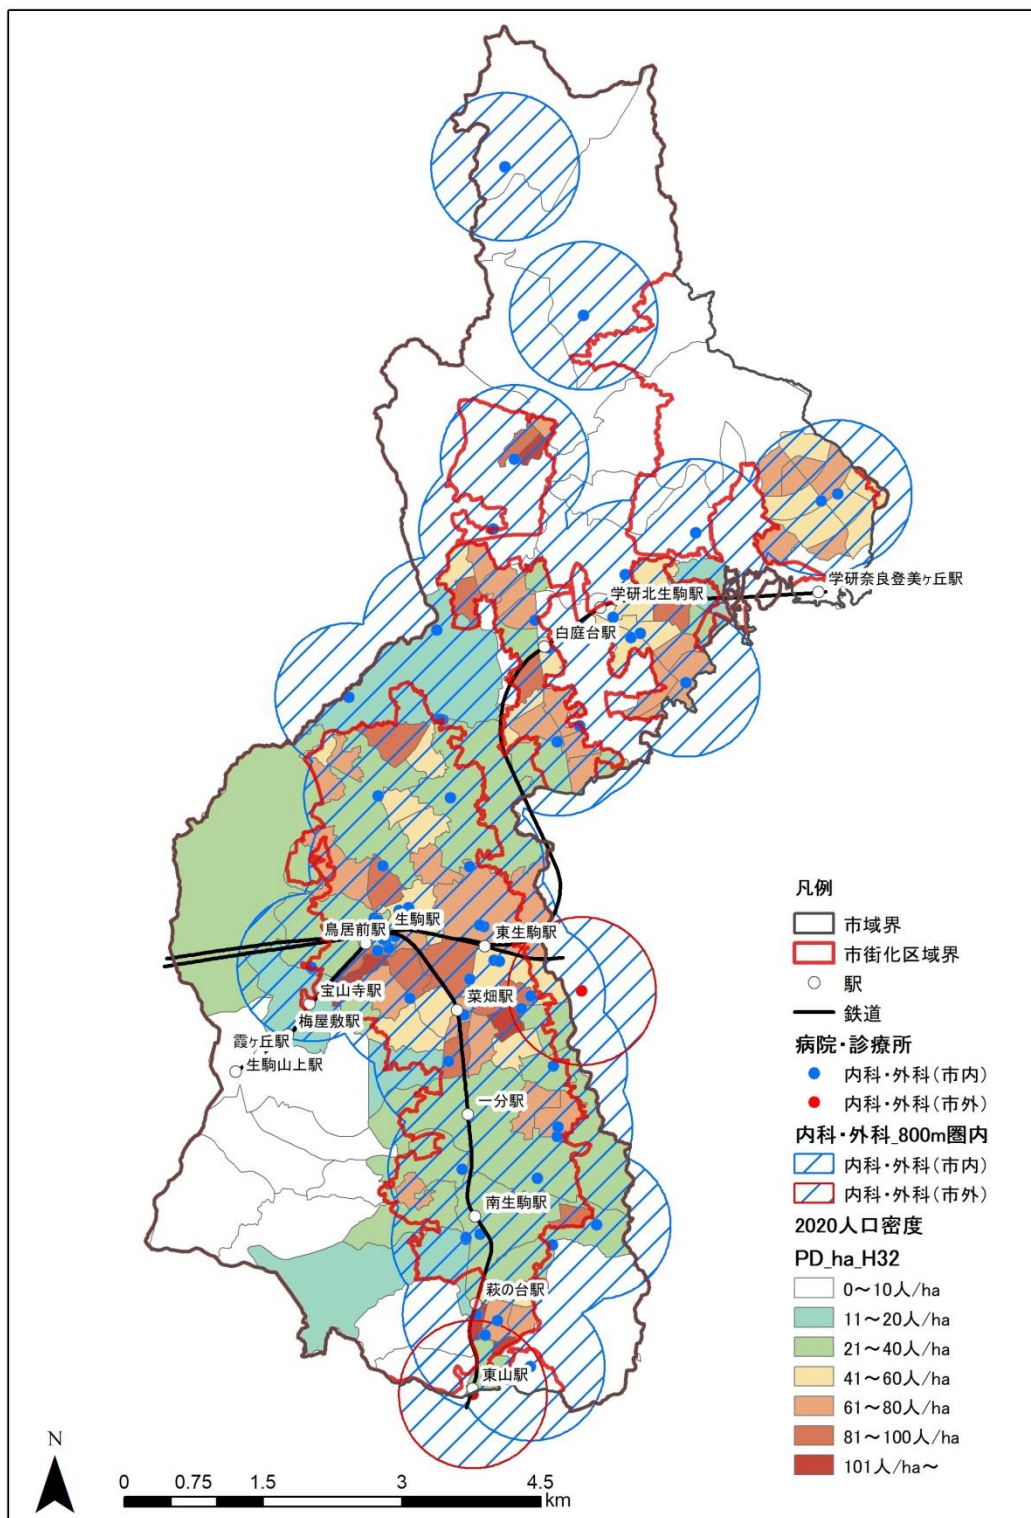 学研奈良登美ヶ丘駅
学研北生駒駅
白庭台駅
生駒駅
鳥居前駅
東生駒駅
宝山寺駅
菜畑駅
梅屋敷駅
霞ヶ丘駅
生駒山上駅
一分駅
南生駒駅
萩の台駅
東山駅
凡例
市域界
市街化区域界
駅
鉄道
病院・診療所
内科・外科(市内)
内科・外科(市外)
内科・外科_800m圏内
内科・外科(市内)
内科・外科(市外)
2020人口密度
PD_ha_H32
0~10人/ha
11~20人/ha
21~40人/ha
41~60人/ha
61~80人/ha
81~100人/ha
101人/ha~
N
0 0.75 1.5 3 4.5
km